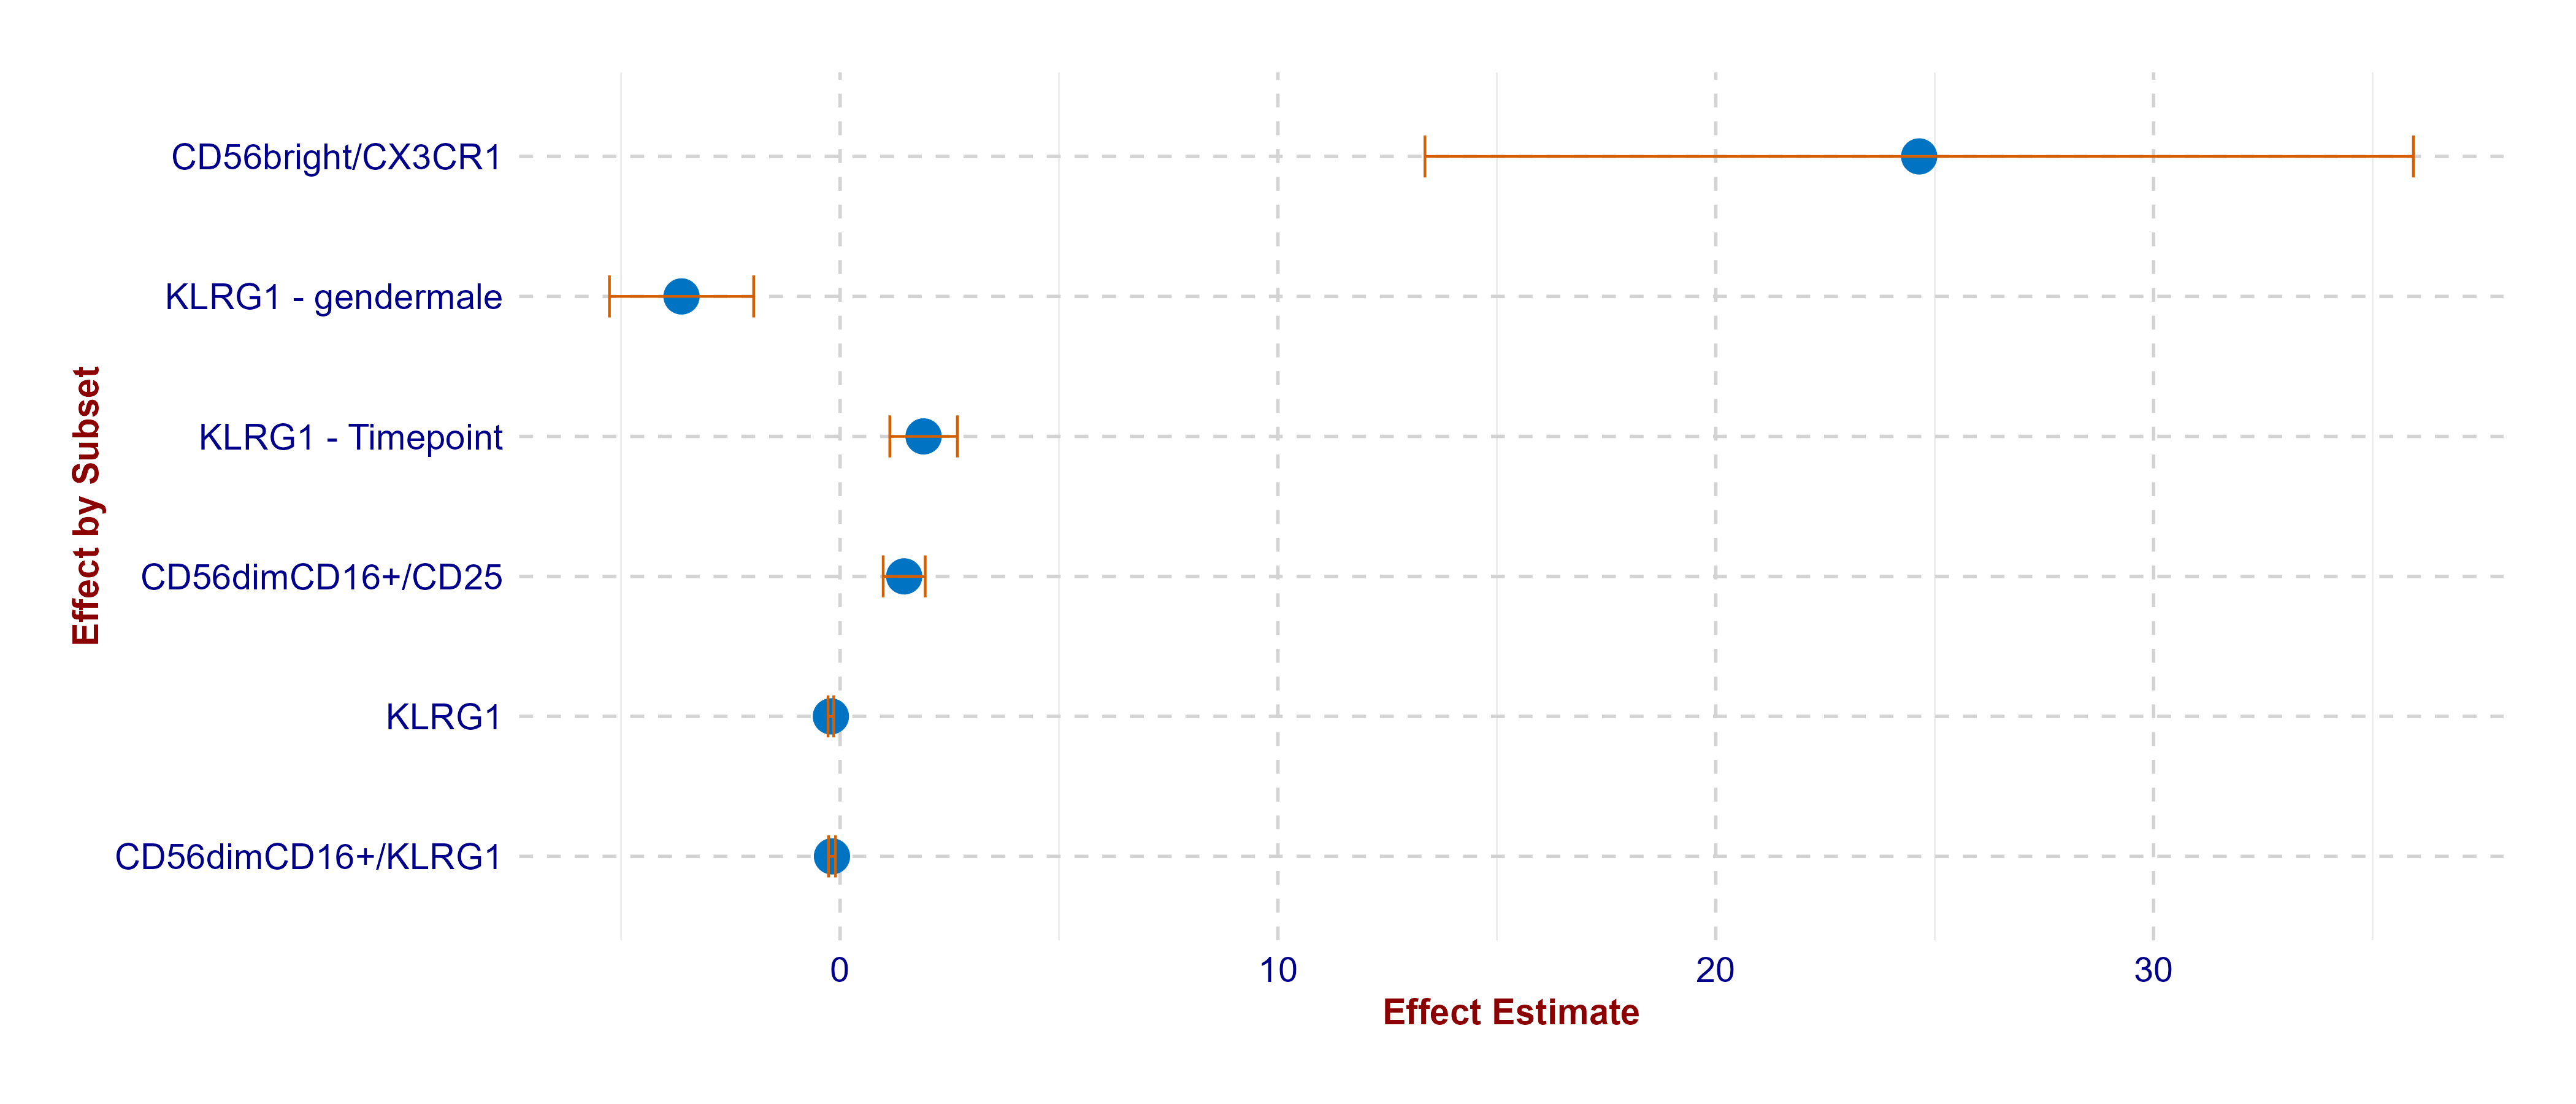 Effect by Subset
CD56bright/CX3CR1
KLRG1 - gendermale
KLRG1 - Timepoint
CD56dimCD16+/CD25
KLRG1
CD56dimCD16+/KLRG1
0 10 20 30
Effect Estimate